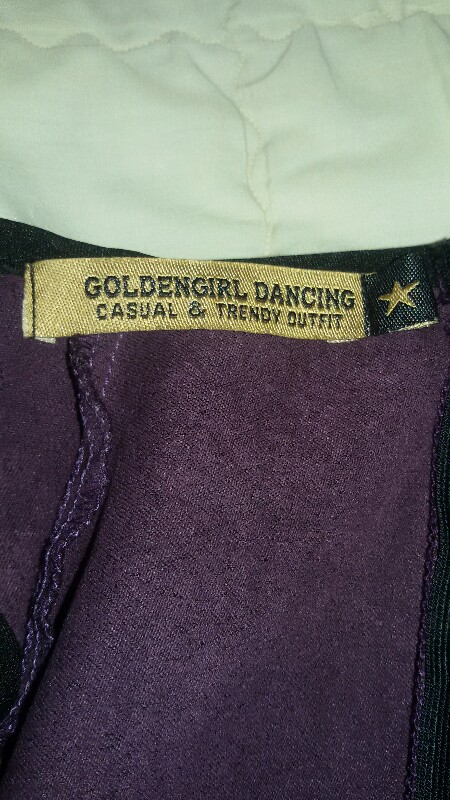 GOLDENGIRL DANCING
CASUAL & TRENDY OUTFIT